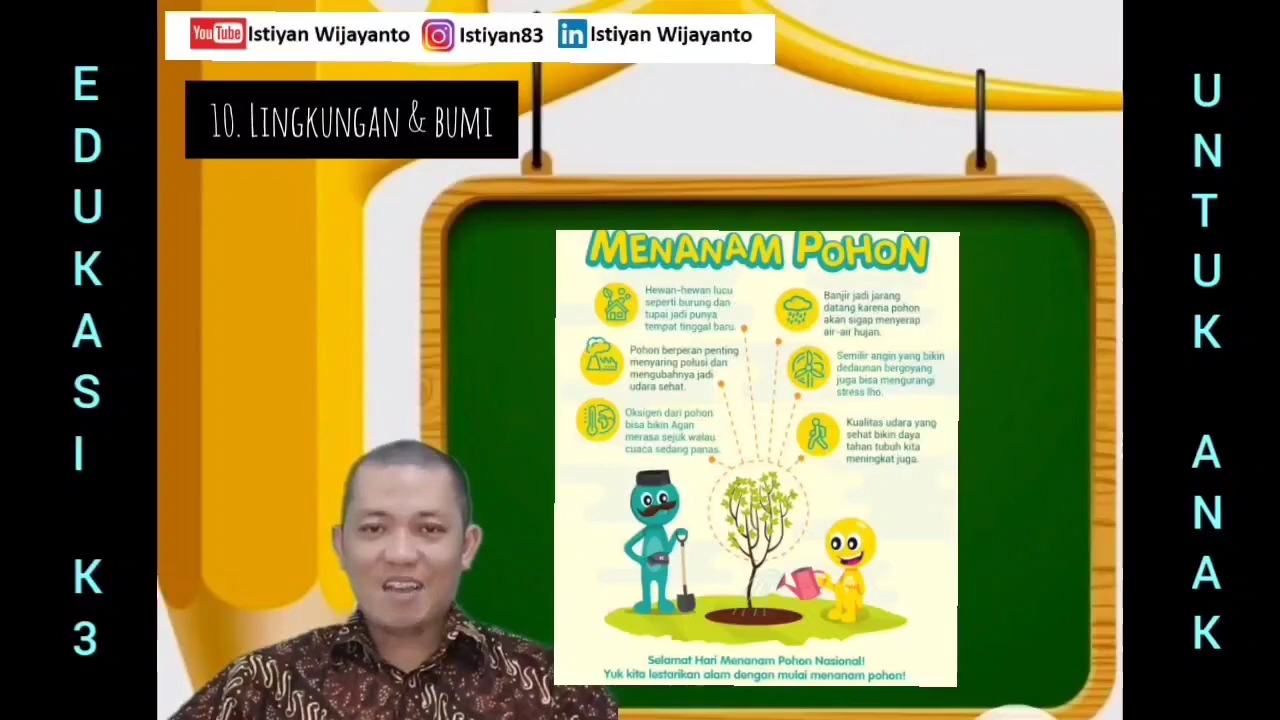 YouTube Istiyan Wijayanto Istiyan83 in Istiyan Wijayanto
10. LINGKUNGAN & BUMI
EDUKASI K3
UNTUK ANAK
MENANAM POHON
Hewan-hewan lucu
seperti burung dan
tupai jadi punya
tempat tinggal baru.
Pohon berperan penting
menyaring polusi dan
mengubahnya jadi
udara sehat.
Oksigen dari pohon
bisa bikin Agan
merasa sejuk walau
cuaca sedang panas.
Banjir jadi jarang
datang karena pohon
akan sigap menyerap
air-air hujan.
Semilir angin yang bikin
dedaunan bergoyang
juga bisa mengurangi
stress lho.
Kualitas udara yang
sehat bikin daya
tahan tubuh kita
meningkat juga.
Selamat Hari Menanam Pohon Nasional!
Yuk kita lestarikan alam dengan mulai menanam pohon!